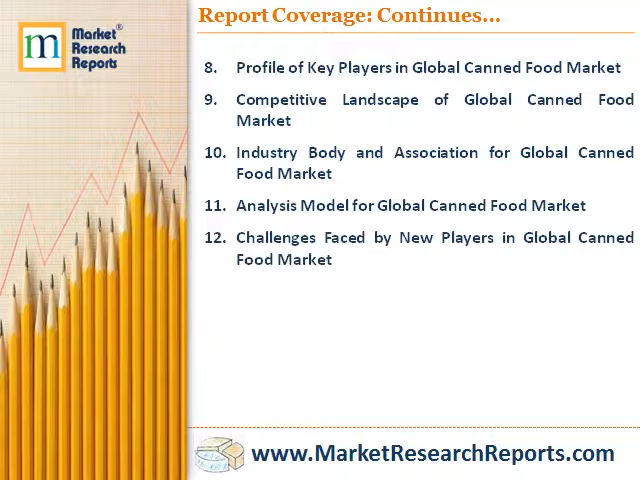 Report Coverage: Continues...
m
Market®
Research
Reports
8. Profile of Key Players in Global Canned Food Market
9. Competitive Landscape of Global Canned Food
Market
10. Industry Body and Association for Global Canned
Food Market
11. Analysis Model for Global Canned Food Market
12. Challenges Faced by New Players in Global Canned
Food Market
www.MarketResearchReports.com